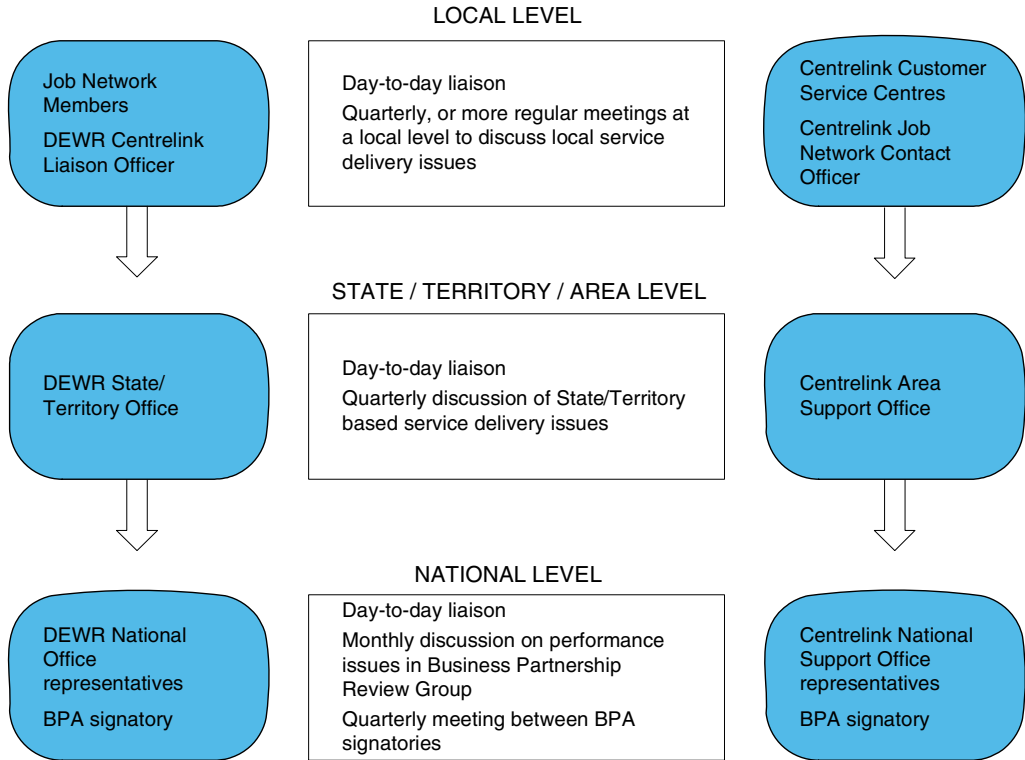 LOCAL LEVEL
Job Network
Members
DEWR Centrelink
Liaison Officer
Day-to-day liaison
Quarterly, or more regular meetings at
a local level to discuss local service
delivery issues
Centrelink Customer
Service Centres
Centrelink Job
Network Contact
Officer
STATE / TERRITORY / AREA LEVEL
DEWR State/
Territory Office
Day-to-day liaison
Quarterly discussion of State/Territory
based service delivery issues
Centrelink Area
Support Office
NATIONAL LEVEL
DEWR National
Office
representatives
BPA signatory
Day-to-day liaison
Monthly discussion on performance
issues in Business Partnership
Review Group
Quarterly meeting between BPA
signatories
Centrelink National
Support Office
representatives
BPA signatory